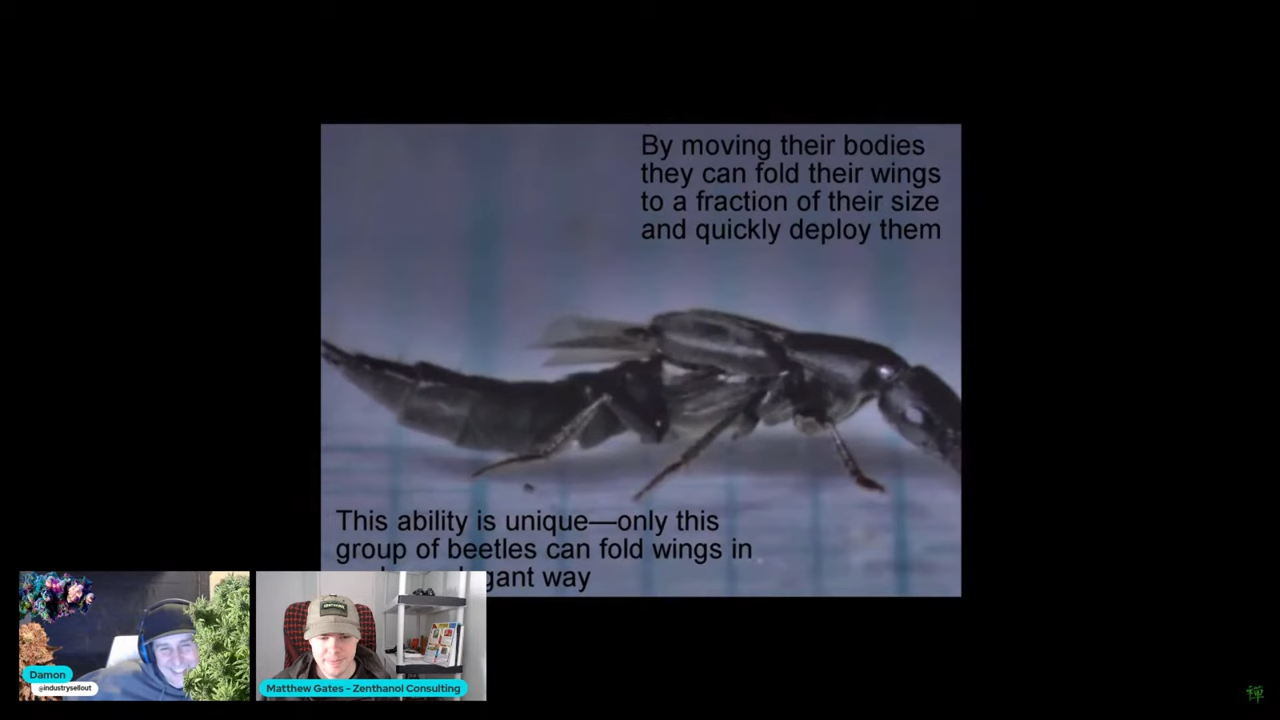 By moving their bodies
they can fold their wings
to a fraction of their size
and quickly deploy them
This ability is unique—only this
group of beetles can fold wings in
gant way
Damon
@industrysellout
Matthew Gates - Zenthanol Consulting
禪